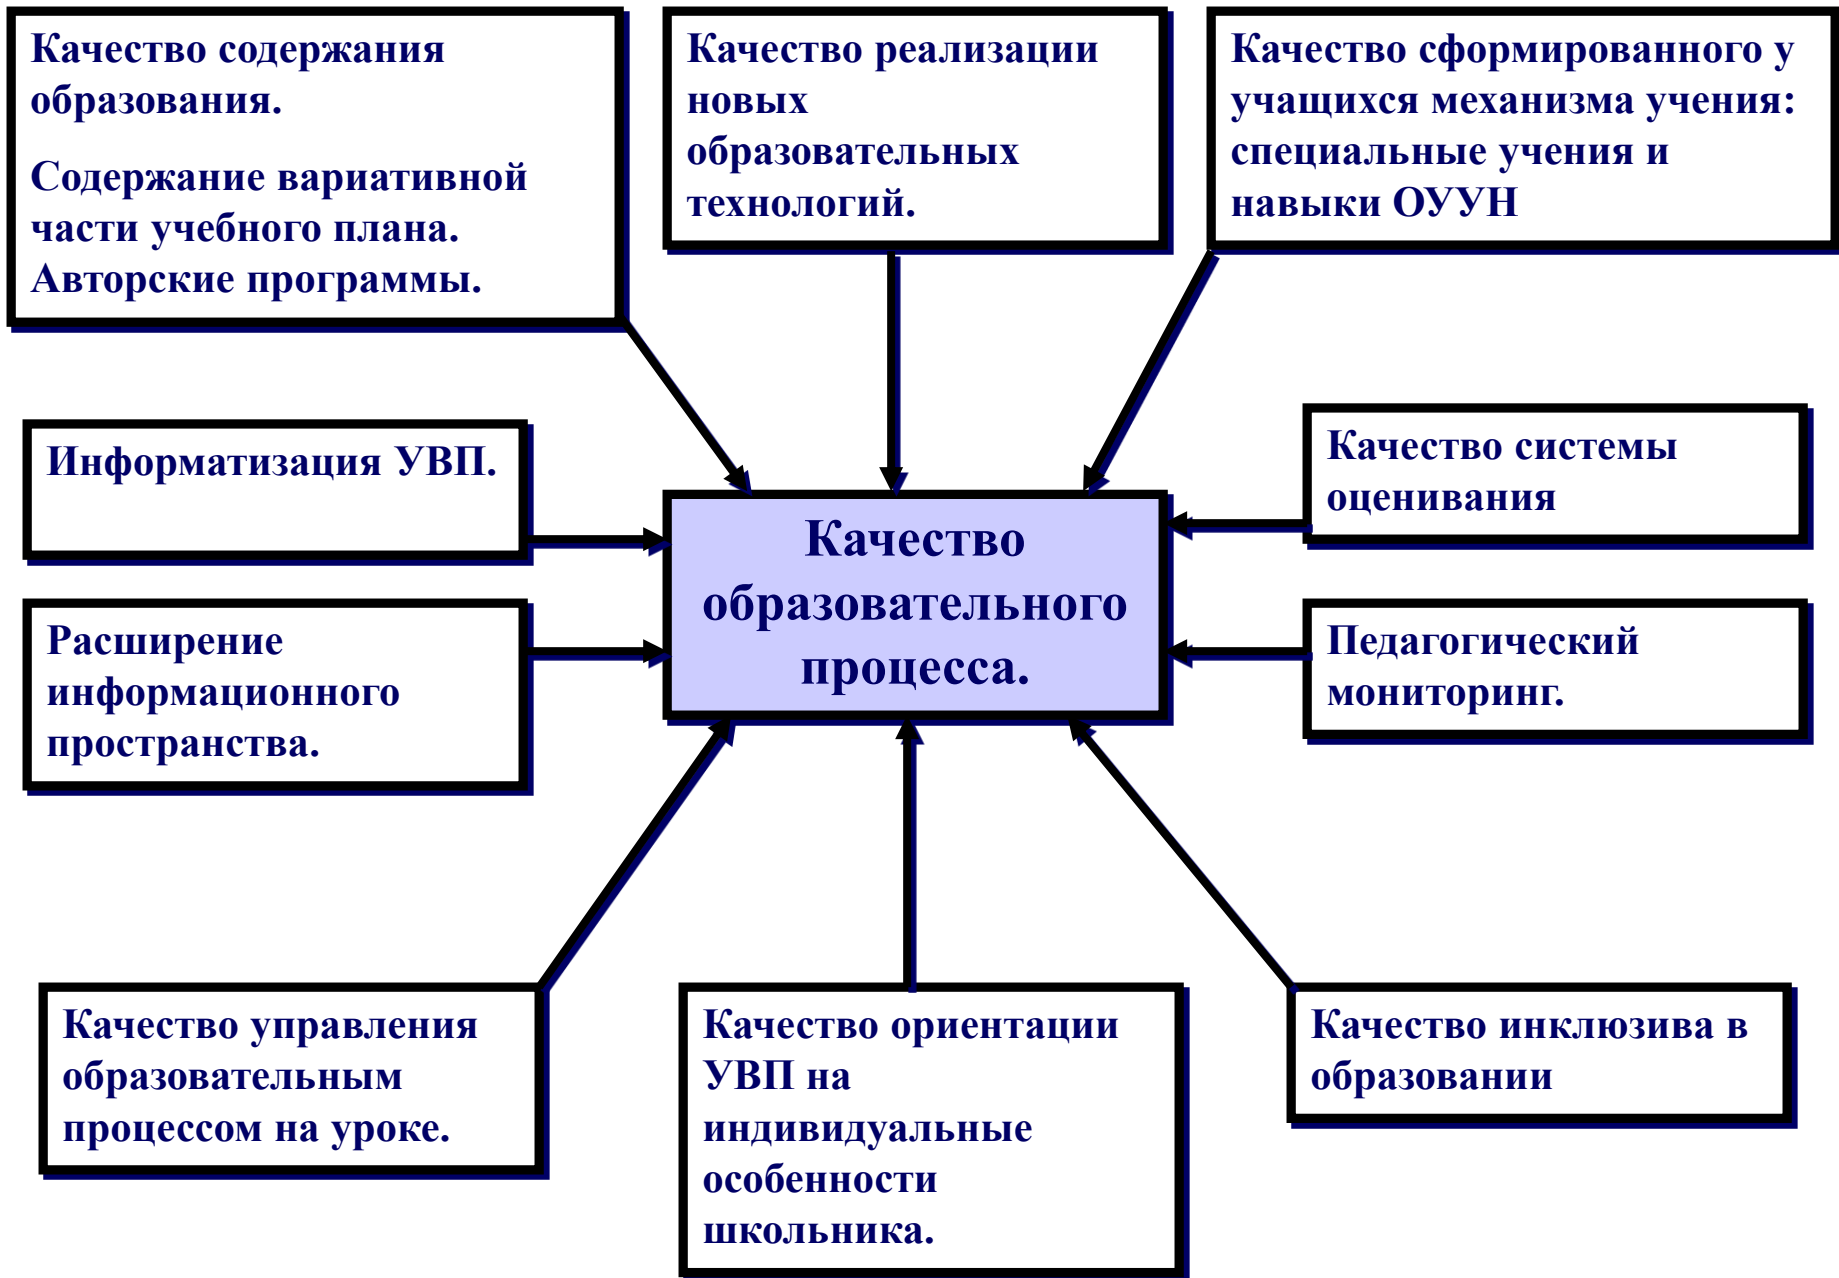 Качество содержания
образования.
Содержание вариативной
части учебного плана.
Авторские программы.
Качество реализации
новых
образовательных
технологий.
Качество сформированного у
учащихся механизма учения:
специальные учения и
навыки ОУУН
Информатизация УВП.
Качество системы
оценивания
Качество
образовательного
процесса.
Расширение
информационного
пространства.
Педагогический
мониторинг.
Качество управления
образовательным
процессом на уроке.
Качество ориентации
УВП на
индивидуальные
особенности
школьника.
Качество инклюзива в
образовании